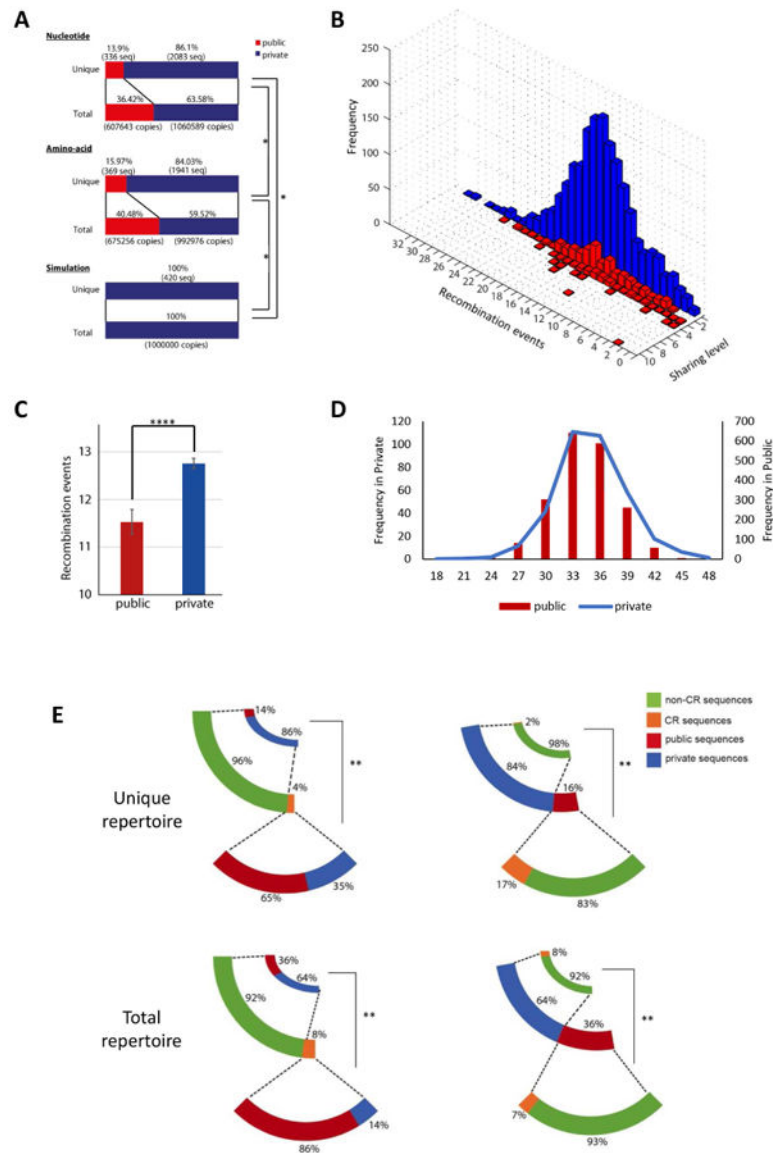 A
Nucleotide
13.9%
(336 seq)
86.1%
(2083 seq)
public
private
Unique
36.42%
63.58%
Total
(607643 copies)
(1060589 copies)
*
*
Amino-acid
15.97%
(369 seq)
84.03%
(1941 seq)
Unique
40.48%
59.52%
Total
(675256 copies)
(992976 copies)
*
Simulation
100%
(420 seq)
Unique
100%
Total
(1000000 copies)
B
Frequency
250
200
150
100
50
0
32
30
28
26
24
22
20
18
16
14
12
10
8
6
4
2
0
Recombination events
10
8
6
4
2
Sharing level
C
****
Recombination events
13
12
11
10
public
private
D
Frequency in Private
120
100
80
60
40
20
0
700
600
500
400
300
200
100
0
Frequency in Public
18 21 24 27 30 33 36 39 42 45 48
public
private
E
non-CR sequences
CR sequences
public sequences
private sequences
Unique
repertoire
14%
86%
96%
4%
**
65%
35%
2%
98%
84%
16%
**
17%
83%
Total
repertoire
36%
64%
92%
8%
**
86%
14%
8%
92%
64%
36%
**
7%
93%